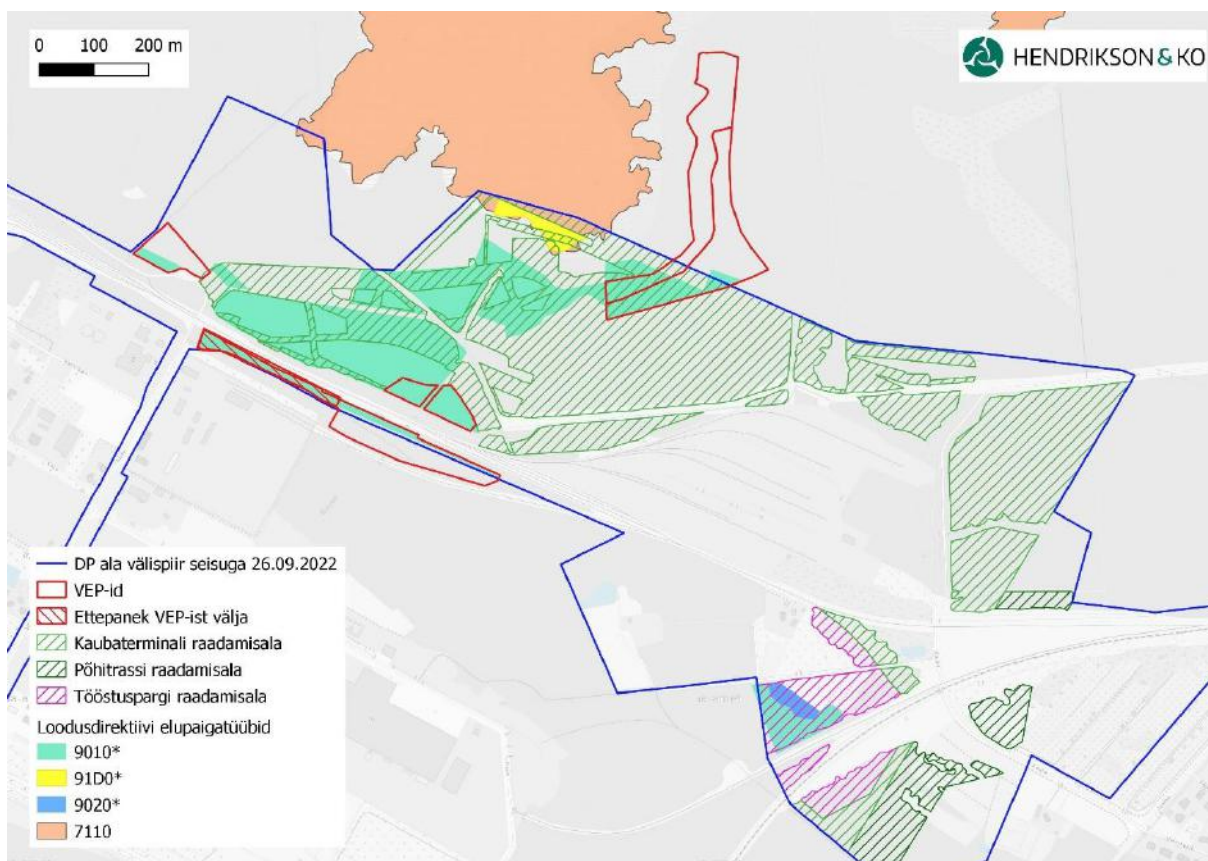 0 100 200 m
HENDRIKSON & KO
DP ala välispiir seisuga 26.09.2022
VEP-id
Ettepanek VEP-ist välja
Kaubaterminali raadamisala
Põhitrassi raadamisala
Tööstuspargi raadamisala
Loodusdirektiivi elupaigatüübid
9010*
91D0*
9020*
7110